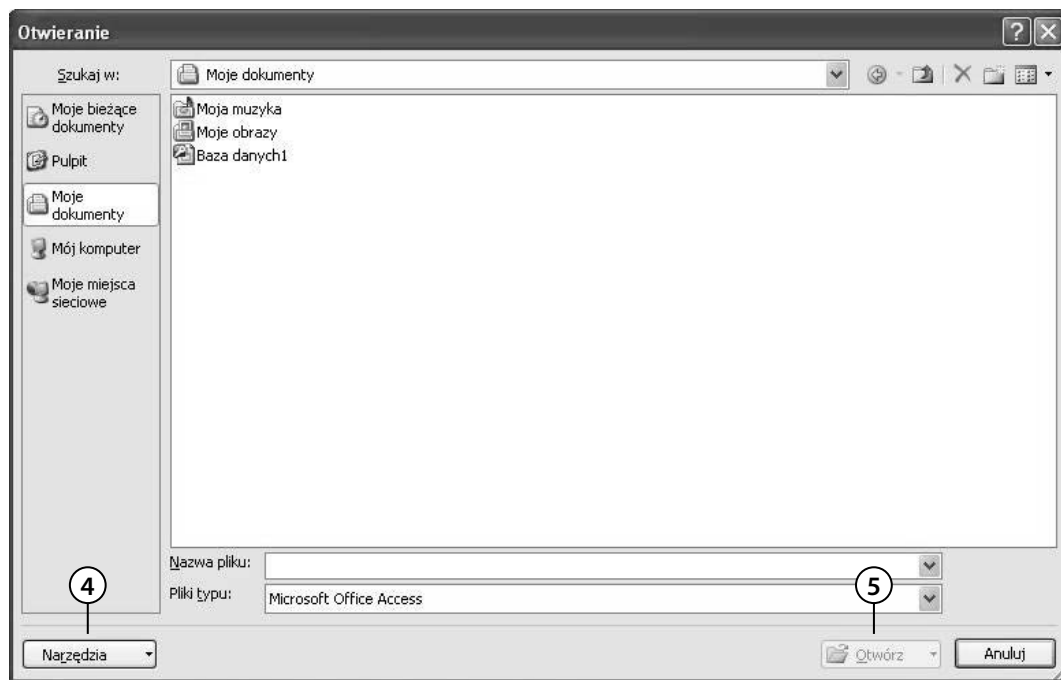 Otwieranie
Szukaj w:
Moje dokumenty
Moje bieżące
dokumenty
Pulpit
Moje
dokumenty
Mój komputer
Moje miejsca
sieciowe
Moja muzyka
Moje obrazy
Baza danych1
Nazwa pliku:
Pliki typu:
Microsoft Office Access
4
5
Narzędzia
Otwórz
Anuluj